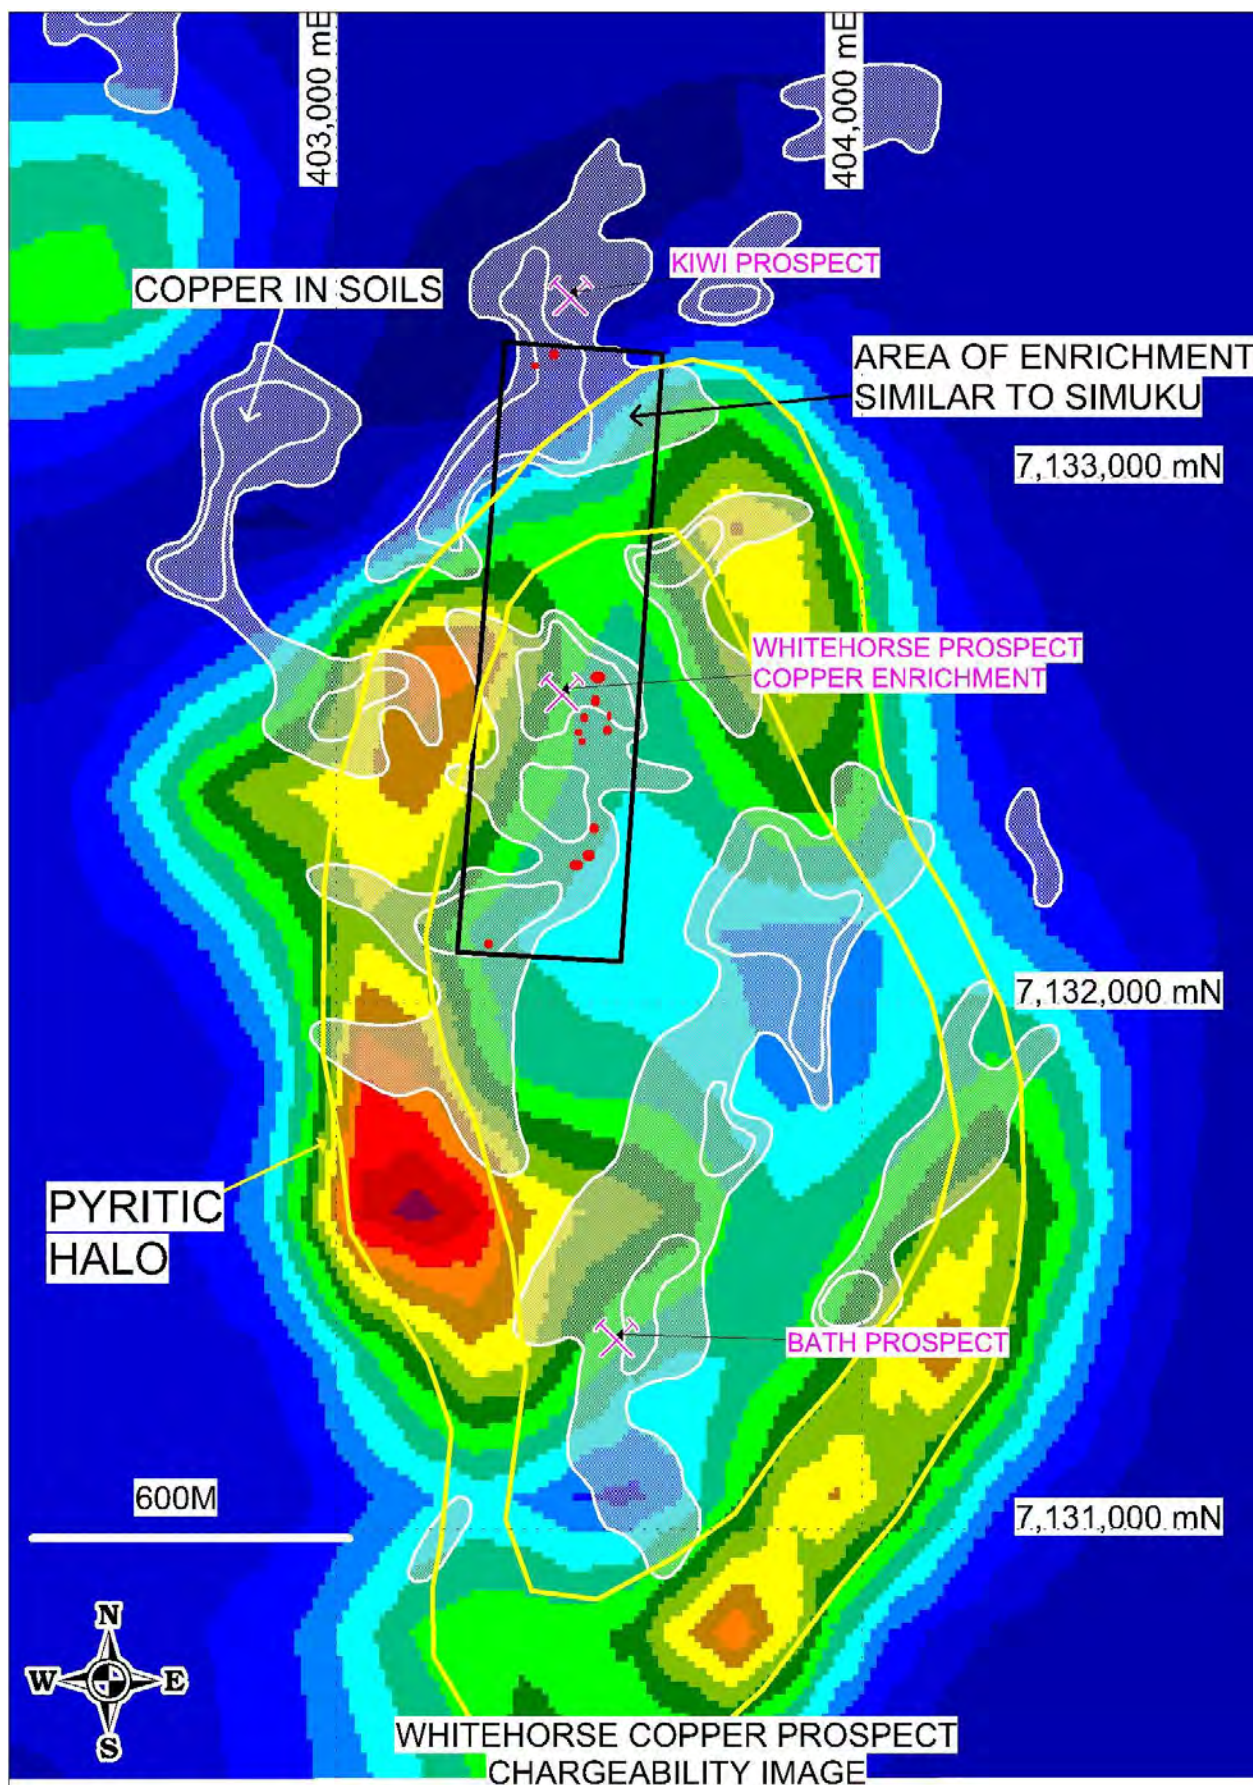 403,000 mE
404,000 mE
KIWI PROSPECT
COPPER IN SOILS
AREA OF ENRICHMENT
SIMILAR TO SIMUKU
7,133,000 mN
WHITEHORSE PROSPECT
COPPER ENRICHMENT
7,132,000 mN
PYRITIC
HALO
BATH PROSPECT
600M
7,131,000 mN
N
W E
S
WHITEHORSE COPPER PROSPECT
CHARGEABILITY IMAGE